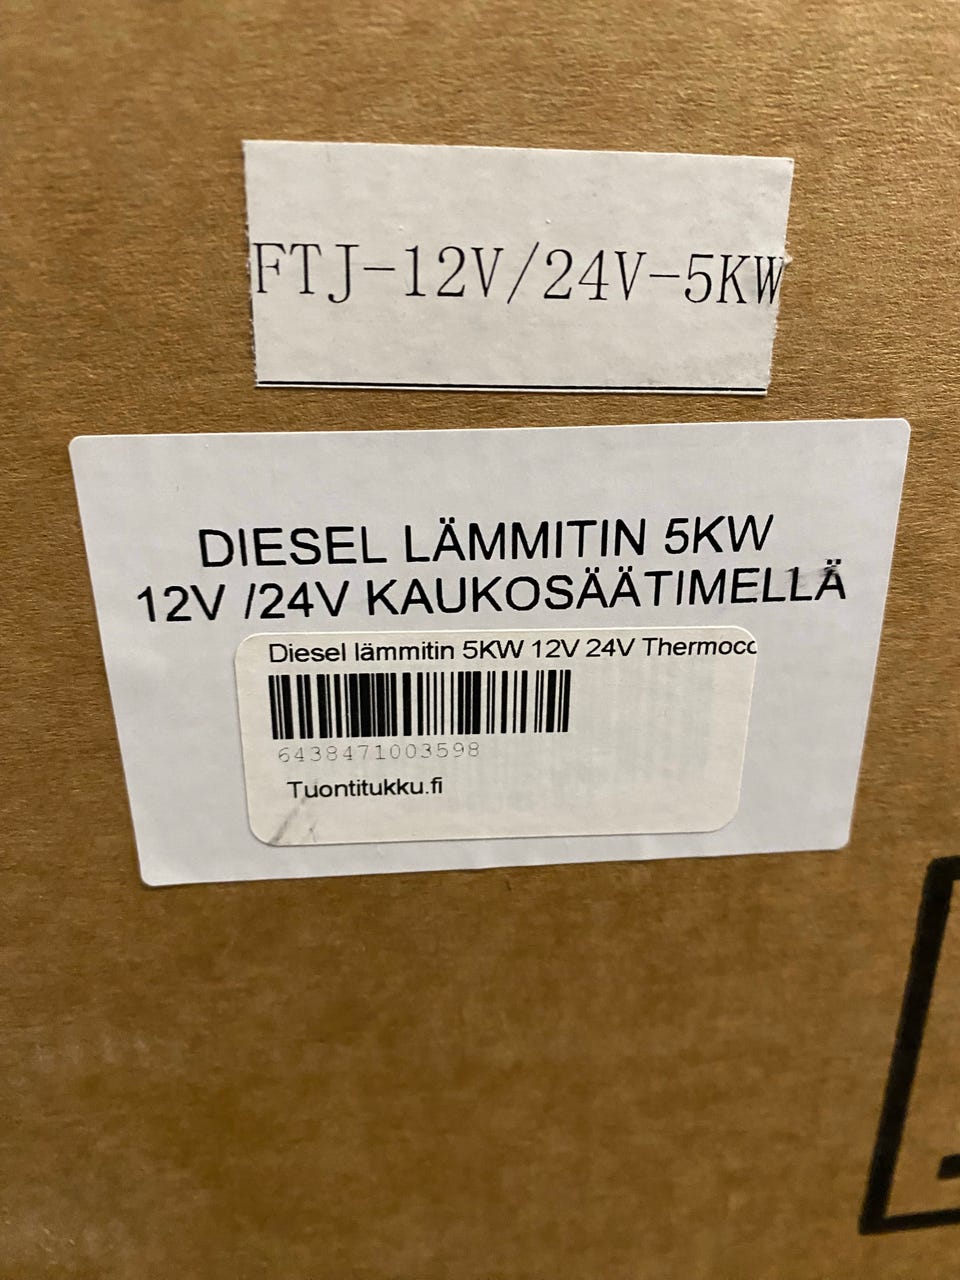 FTJ-12V/24V-5KW
DIESEL LÄMMITIN 5KW
12V /24V KAUKOSÄÄTIMELLÄ
Diesel lämmitin 5KW 12V 24V
6438471003598
Tuontitukku.fi